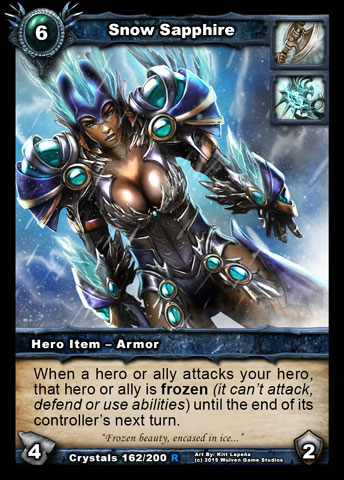 6
Snow Sapphire
Hero Item – Armor
When a hero or ally attacks your hero,
that hero or ally is frozen (it can't attack,
defend or use abilities) until the end of its
controller's next turn.
"Frozen beauty, encased in ice..."
4
Crystals 162/200 R
Art By: Kitt Lapeña
(c) 2015 Wulven Game Studios
2